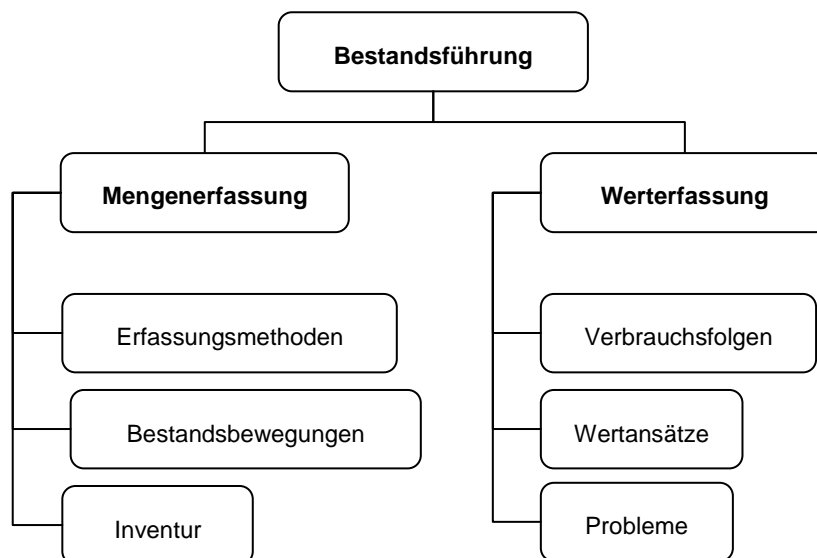 Bestandsführung
Mengenerfassung
Werterfassung
Erfassungsmethoden
Verbrauchsfolgen
Bestandsbewegungen
Wertansätze
Inventur
Probleme